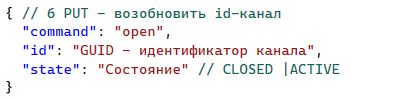 { // 6 PUT – возобновить id-канал
"command": "open",
"id": "GUID – идентификатор канала",
"state": "Состояние" // CLOSED |ACTIVE
}